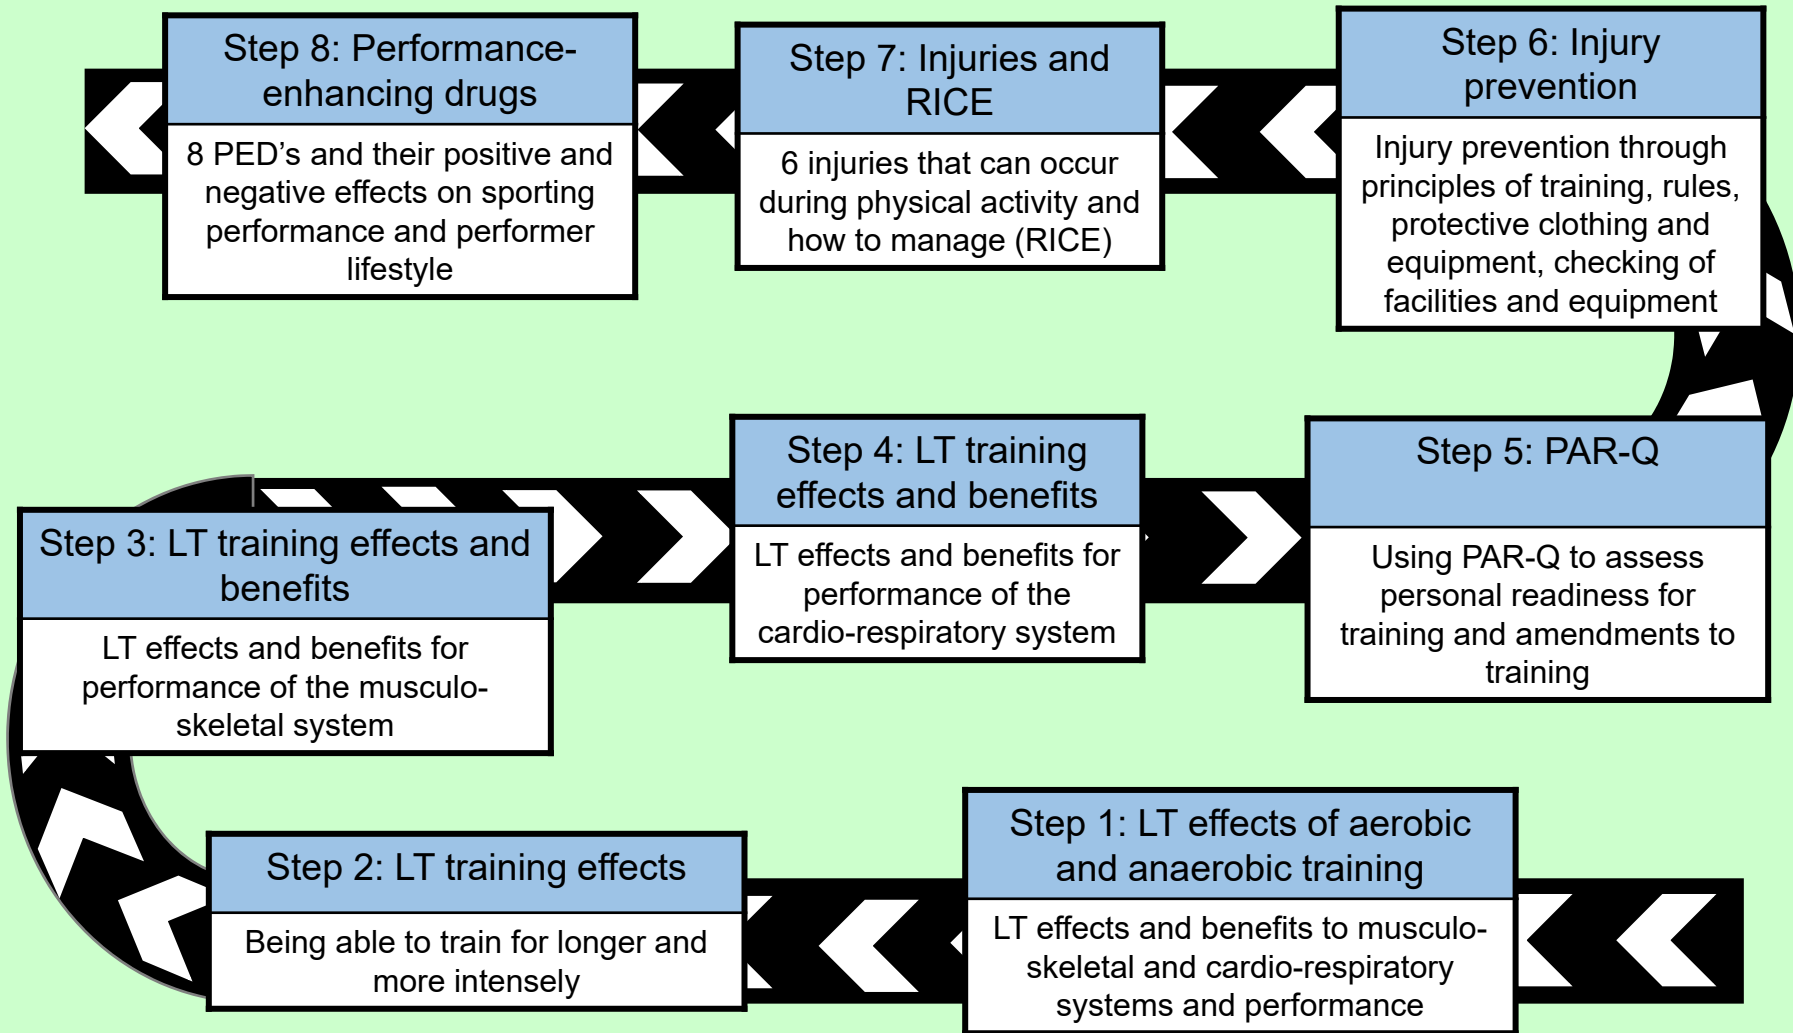 Step 8: Performance-
enhancing drugs
8 PED's and their positive and
negative effects on sporting
performance and performer
lifestyle
Step 7: Injuries and
RICE
6 injuries that can occur
during physical activity and
how to manage (RICE)
Step 6: Injury
prevention
Injury prevention through
principles of training, rules,
protective clothing and
equipment, checking of
facilities and equipment
Step 3: LT training effects and
benefits
LT effects and benefits for
performance of the musculo-
skeletal system
Step 4: LT training
effects and benefits
LT effects and benefits for
performance of the
cardio-respiratory system
Step 5: PAR-Q
Using PAR-Q to assess
personal readiness for
training and amendments to
training
Step 2: LT training effects
Being able to train for longer and
more intensely
Step 1: LT effects of aerobic
and anaerobic training
LT effects and benefits to musculo-
skeletal and cardio-respiratory
systems and performance